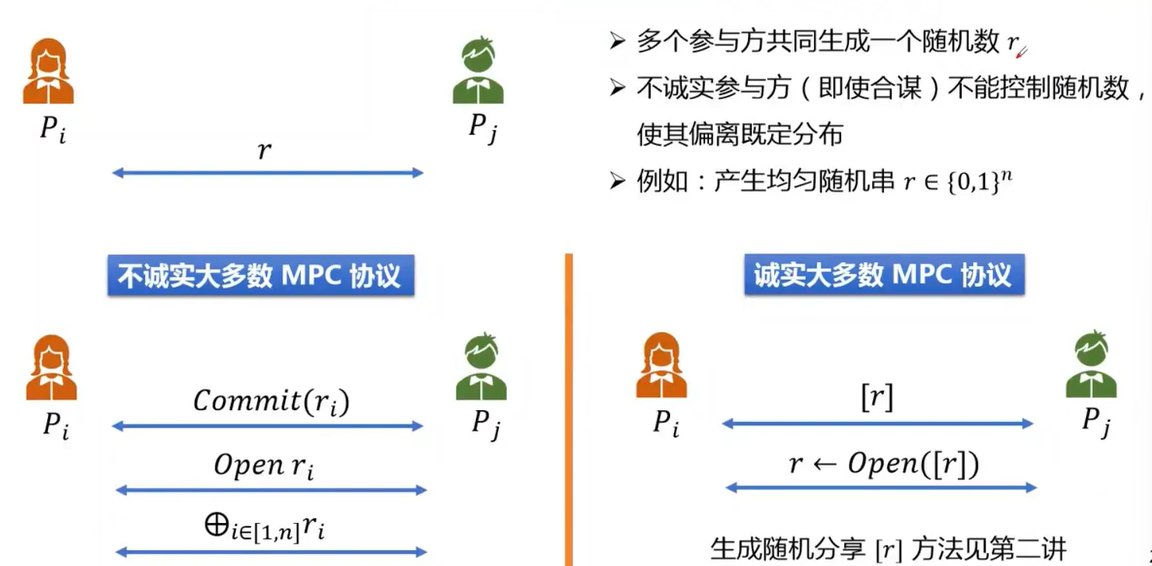 P_i
P_j
r
➢ 多个参与方共同生成一个随机数 r
➢ 不诚实参与方（即使合谋）不能控制随机数，
使其偏离既定分布
➢ 例如：产生均匀随机串 r ∈ {0,1}^n
不诚实大多数 MPC 协议
P_i
P_j
Commit(r_i)
Open r_i
⊕_{i∈[1,n]} r_i
诚实大多数 MPC 协议
P_i
P_j
[r]
r ← Open([r])
生成随机分享 [r] 方法见第二讲